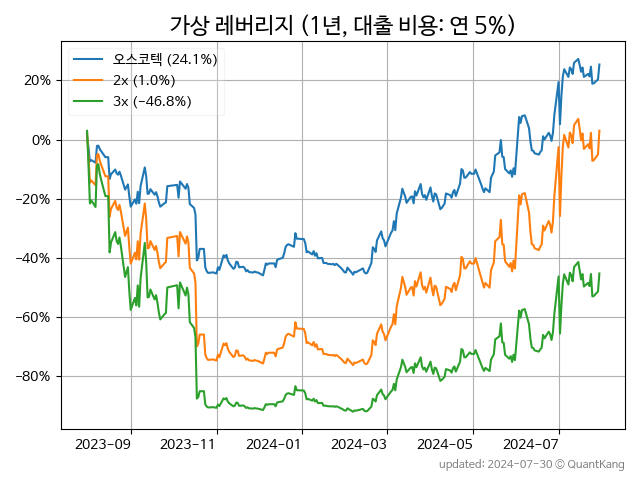 가상 레버리지 (1년, 대출 비용: 연 5%)
오스코텍 (24.1%)
2x (1.0%)
3x (−46.8%)
20%
0%
−20%
−40%
−60%
−80%
2023-09 2023-11 2024-01 2024-03 2024-05 2024-07
updated: 2024-07-30 © QuantKang